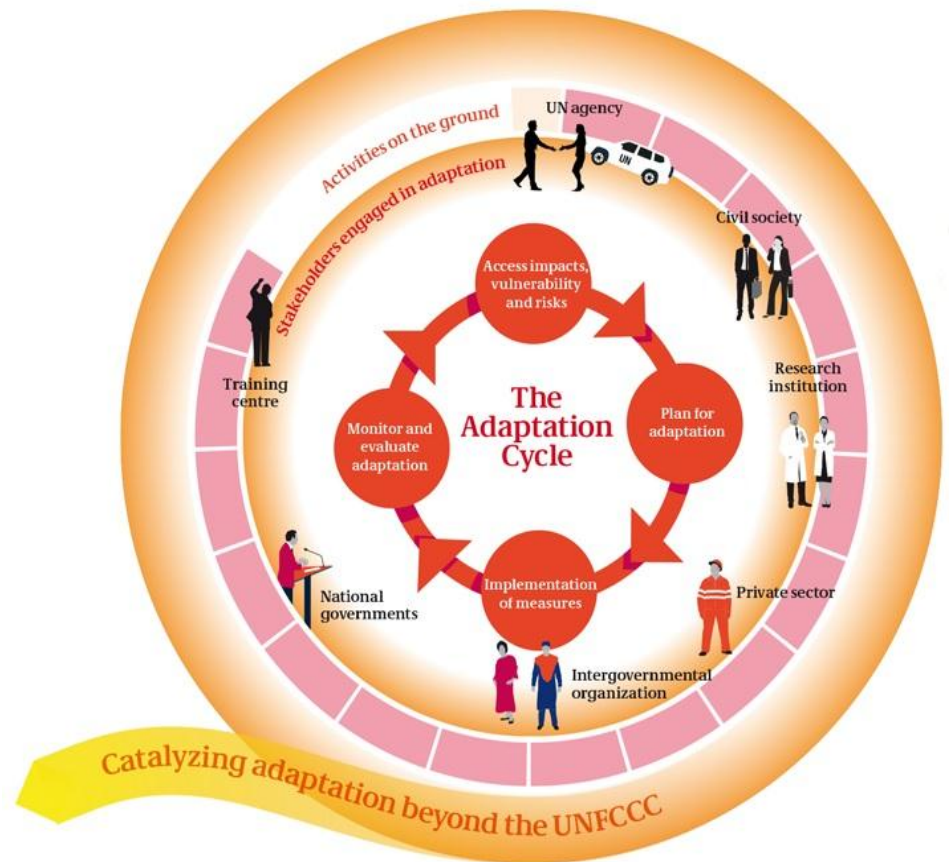 UN agency
Activities on the ground
Stakeholders engaged in adaptation
UN
Civil society
Access impacts,
vulnerability
and risks
Research
institution
Training
centre
The
Adaptation
Cycle
Plan for
adaptation
Monitor and
evaluate
adaptation
Implementation
of measures
Private sector
National
governments
Intergovernmental
organization
Catalyzing adaptation beyond the UNFCCC